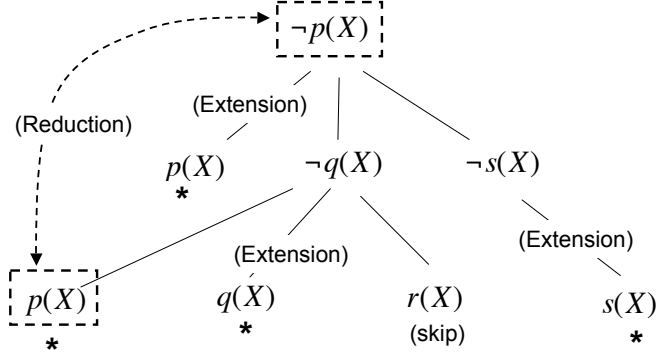 ¬p(X)
(Extension)
(Reduction)
p(X) ¬q(X) ¬s(X)
*
(Extension) (Extension)
p(X) q(X) r(X) s(X)
* * (skip) *